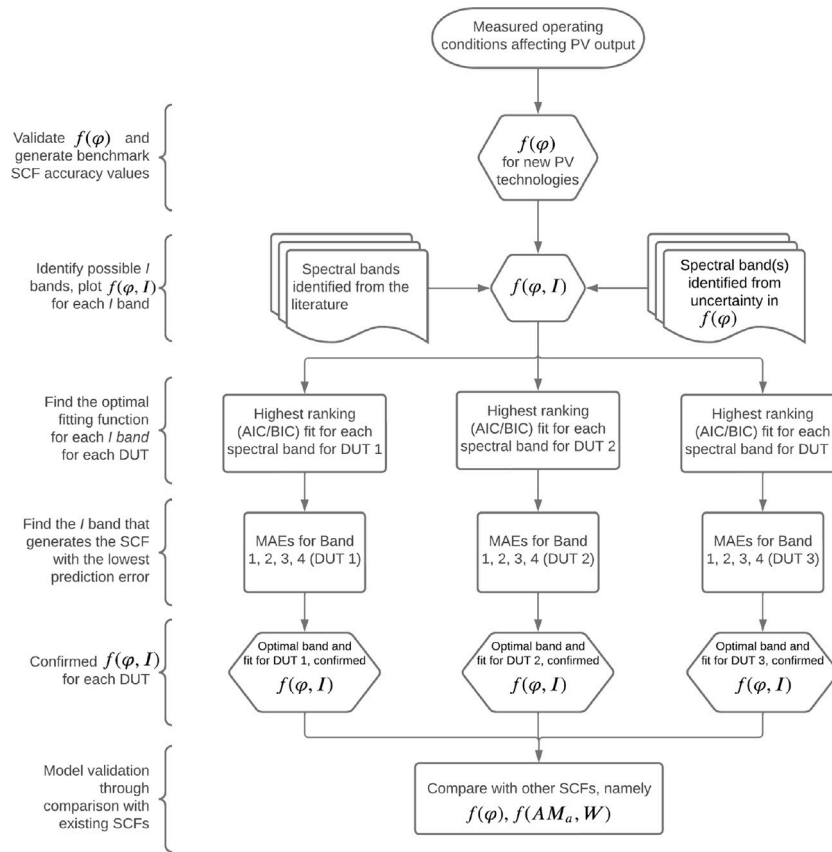 Measured operating
conditions affecting PV output
Validate f(φ) and
generate benchmark
SCF accuracy values
f(φ)
for new PV
technologies
Identify possible I
bands, plot f(φ, I)
for each I band
Spectral bands
identified from the
literature
f(φ, I)
Spectral band(s)
identified from
uncertainty in
f(φ)
Find the optimal
fitting function
for each I band
for each DUT
Highest ranking
(AIC/BIC) fit for each
spectral band for DUT 1
Highest ranking
(AIC/BIC) fit for each
spectral band for DUT 2
Highest ranking
(AIC/BIC) fit for each
spectral band for DUT
Find the I band that
generates the SCF
with the lowest
prediction error
MAEs for Band
1, 2, 3, 4 (DUT 1)
MAEs for Band
1, 2, 3, 4 (DUT 2)
MAEs for Band
1, 2, 3, 4 (DUT 3)
Confirmed f(φ, I)
for each DUT
Optimal band and
fit for DUT 1, confirmed
f(φ, I)
Optimal band and
fit for DUT 2, confirmed
f(φ, I)
Optimal band and
fit for DUT 3, confirmed
f(φ, I)
Model validation
through
comparison with
existing SCFs
Compare with other SCFs, namely
f(φ), f(AMₐ, W)